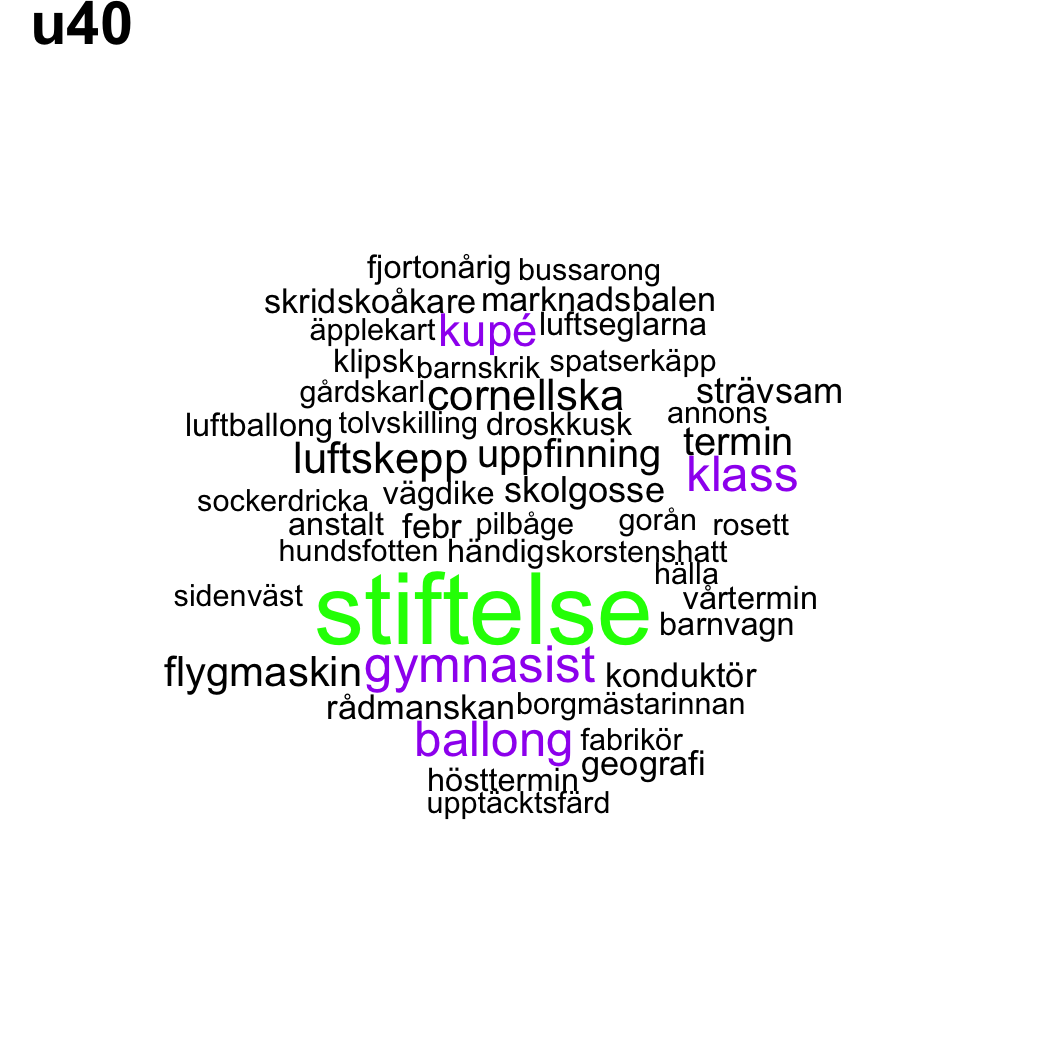 u40
fjortonårig bussarong
skridskoåkare marknadsbalen
äpplekart kupé luftseglarna
klipsk barnskrik spatserkäpp
gårdskarl cornellska strävsam
annons
luftballong tolvskilling droskkusk
termin
luftskepp uppfinning
klass
sockerdricka vägdike skolgosse
anstalt febr pilbåge gorån rosett
hundsfotten händig skorstenshatt
hälla
sidenväst stiftelse vårtermin
barnvagn
flygmaskin gymnasist konduktör
rådmanskan borgmästarinnan
ballong fabrikör
geografi
hösttermin
upptäcktsfärd